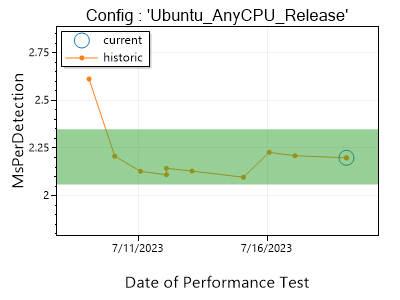 Config : 'Ubuntu_AnyCPU_Release'
current
historic
MsPerDetection
2.75
2.5
2.25
2
7/11/2023
7/16/2023
Date of Performance Test